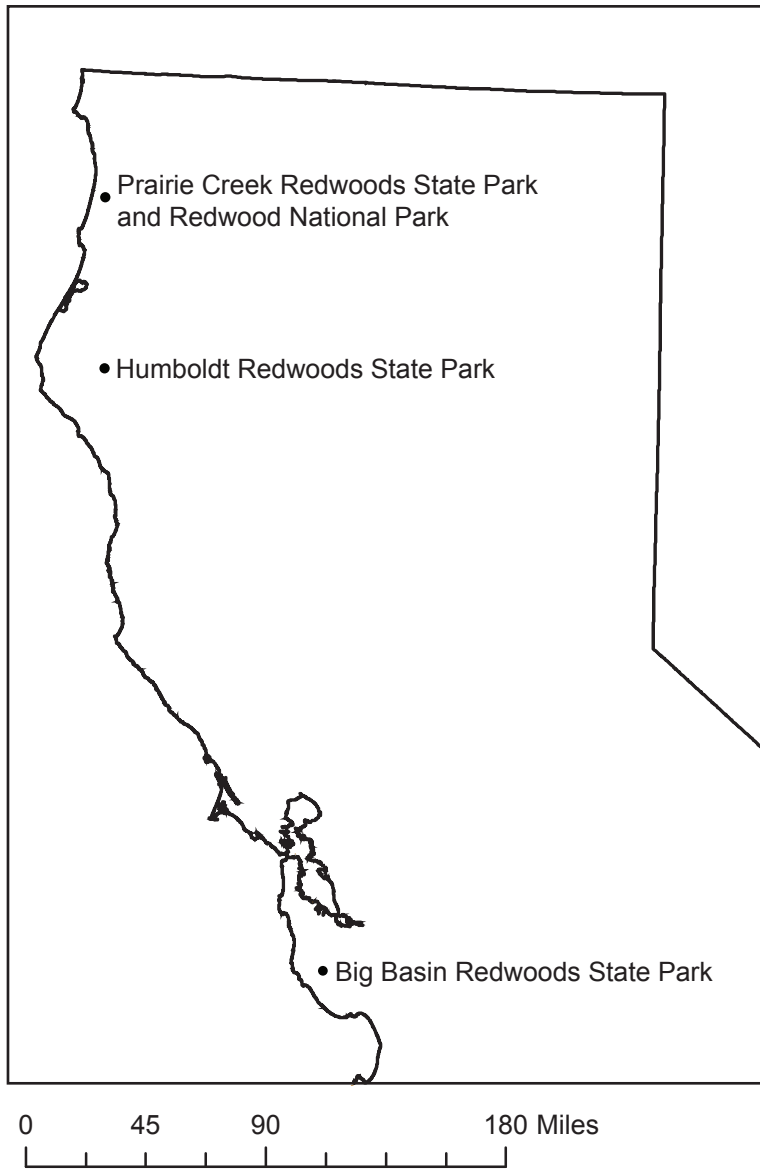 Prairie Creek Redwoods State Park
and Redwood National Park
Humboldt Redwoods State Park
Big Basin Redwoods State Park
0 45 90 180 Miles